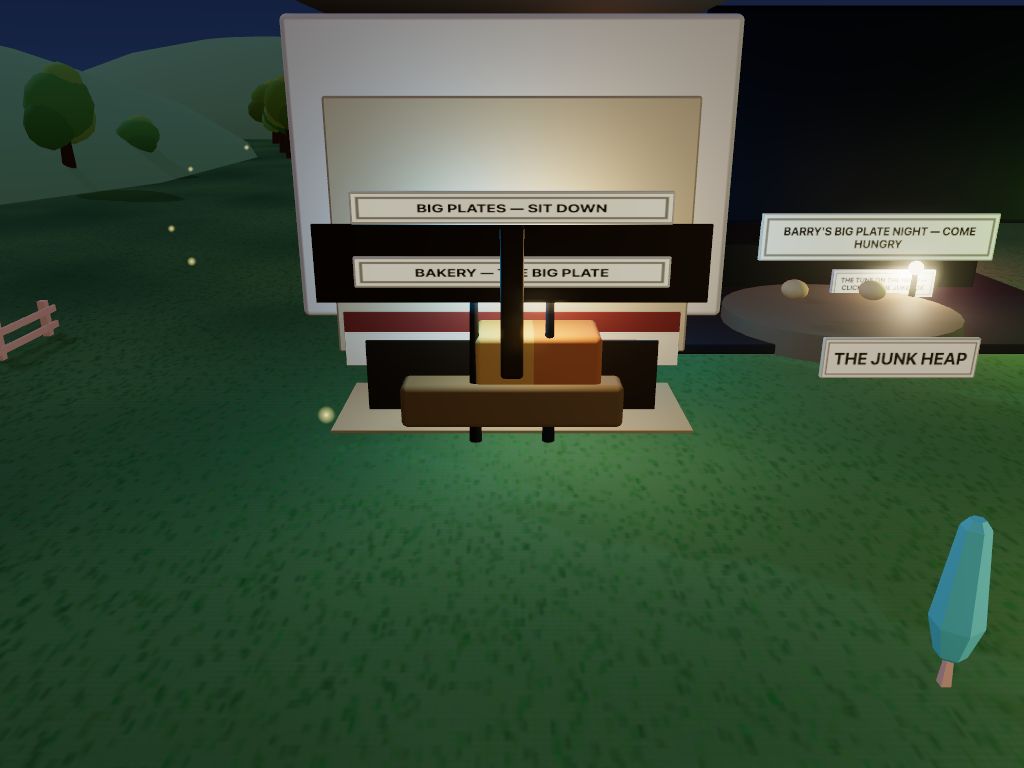 BIG PLATES — SIT DOWN
BARRY'S BIG PLATE NIGHT — COME
HUNGRY
BAKERY — BIG PLATE
THE JUNK HEAP